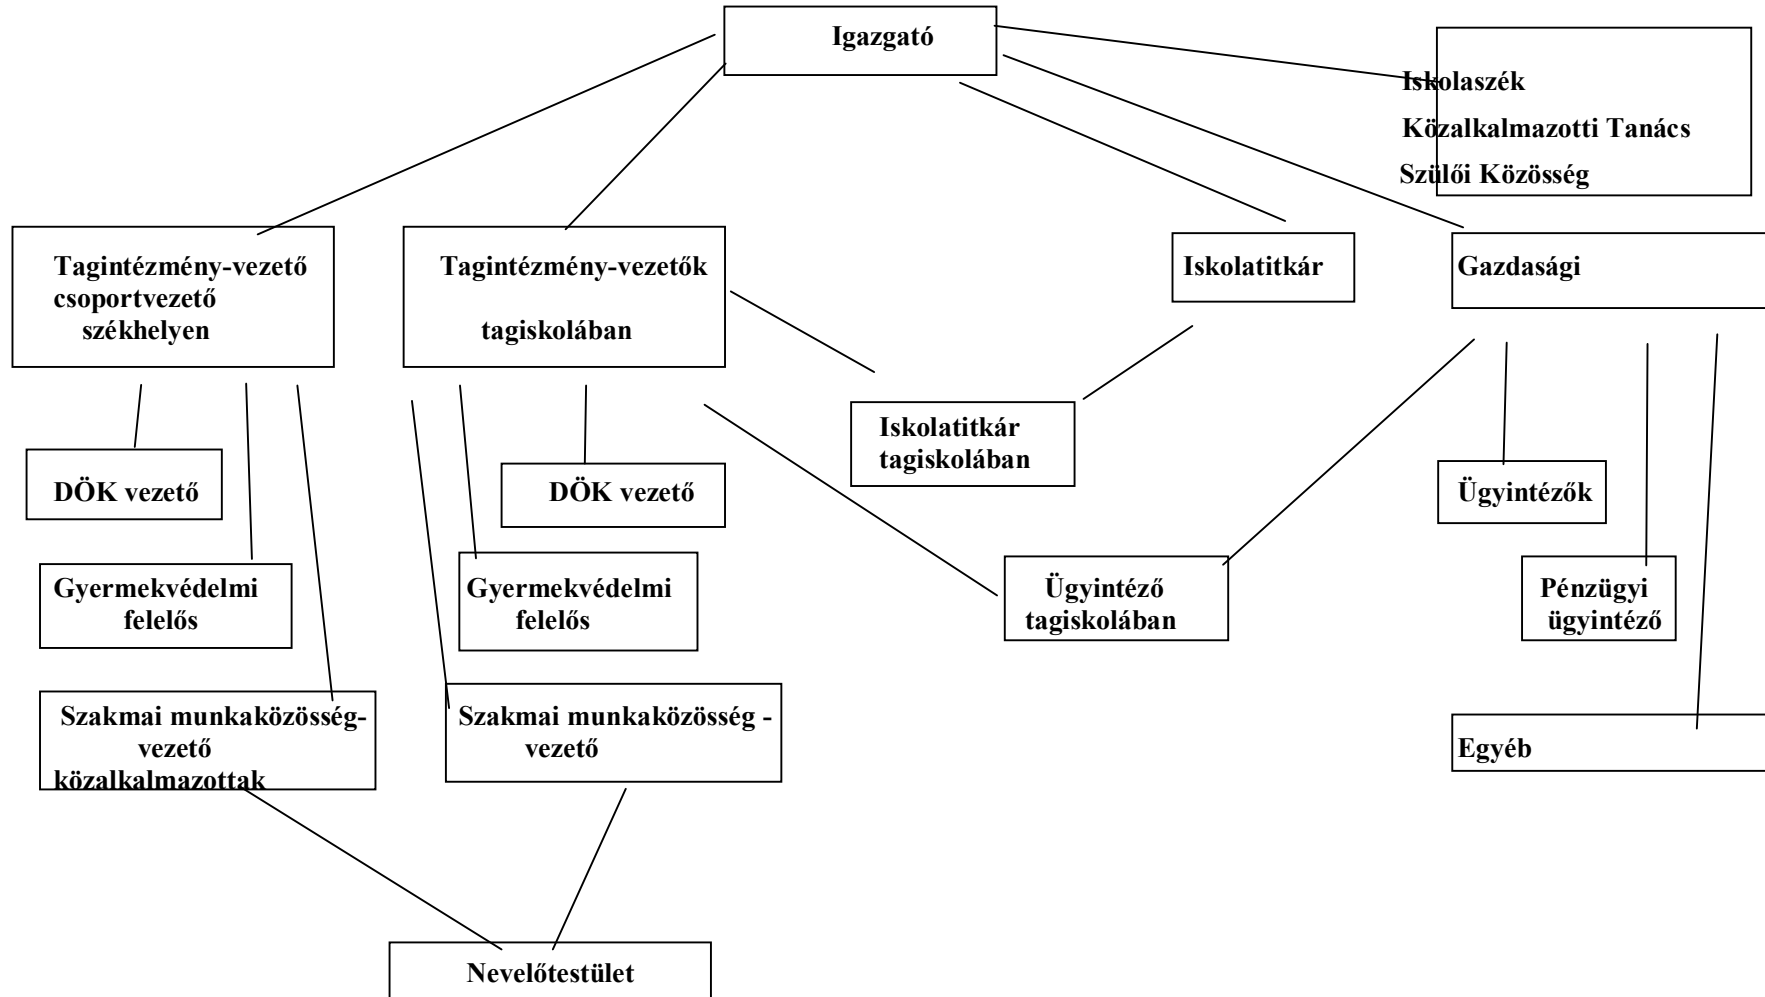 Igazgató
Iskolaszék
Közalkalmazotti Tanács
Szülői Közösség
Tagintézmény-vezető
csoportvezető
székhelyen
Tagintézmény-vezetők
tagiskolában
Iskolatitkár
Gazdasági
Iskolatitkár
tagiskolában
DÖK vezető
DÖK vezető
Ügyintézők
Gyermekvédelmi
felelős
Gyermekvédelmi
felelős
Ügyintéző
tagiskolában
Pénzügyi
ügyintéző
Szakmai munkaközösség-
vezető
közalkalmazottak
Szakmai munkaközösség -
vezető
Egyéb
Nevelőtestület